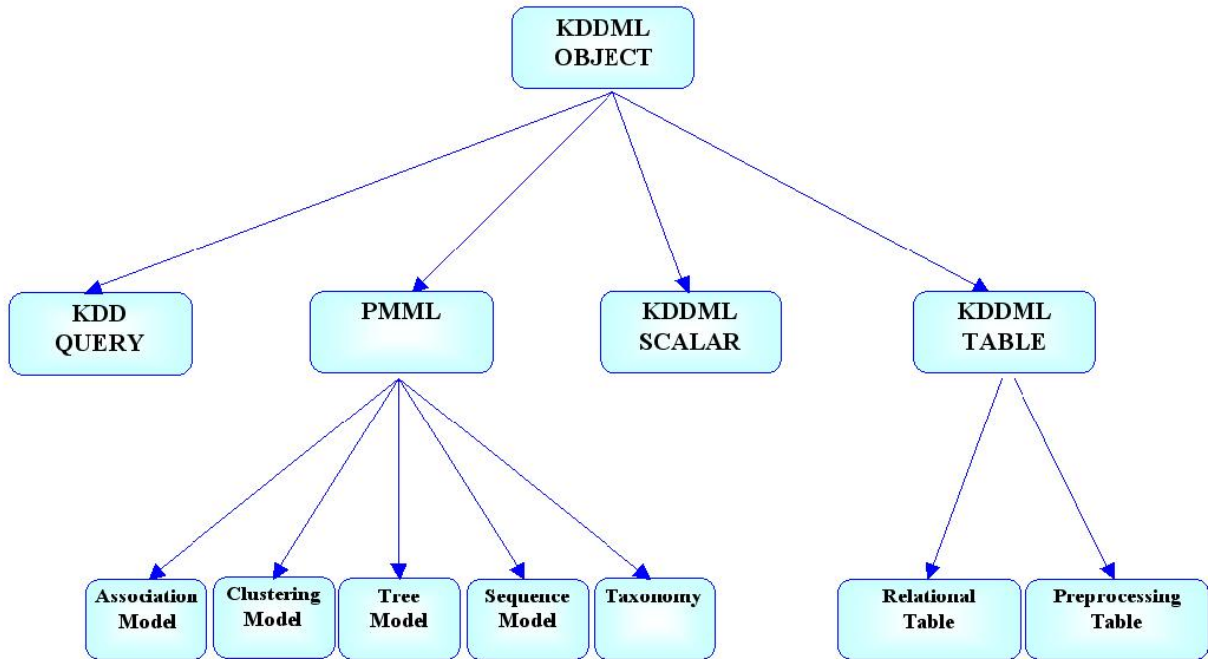 KDDML
OBJECT
KDD
QUERY
PMML
KDDML
SCALAR
KDDML
TABLE
Association
Model
Clustering
Model
Tree
Model
Sequence
Model
Taxonomy
Relational
Table
Preprocessing
Table